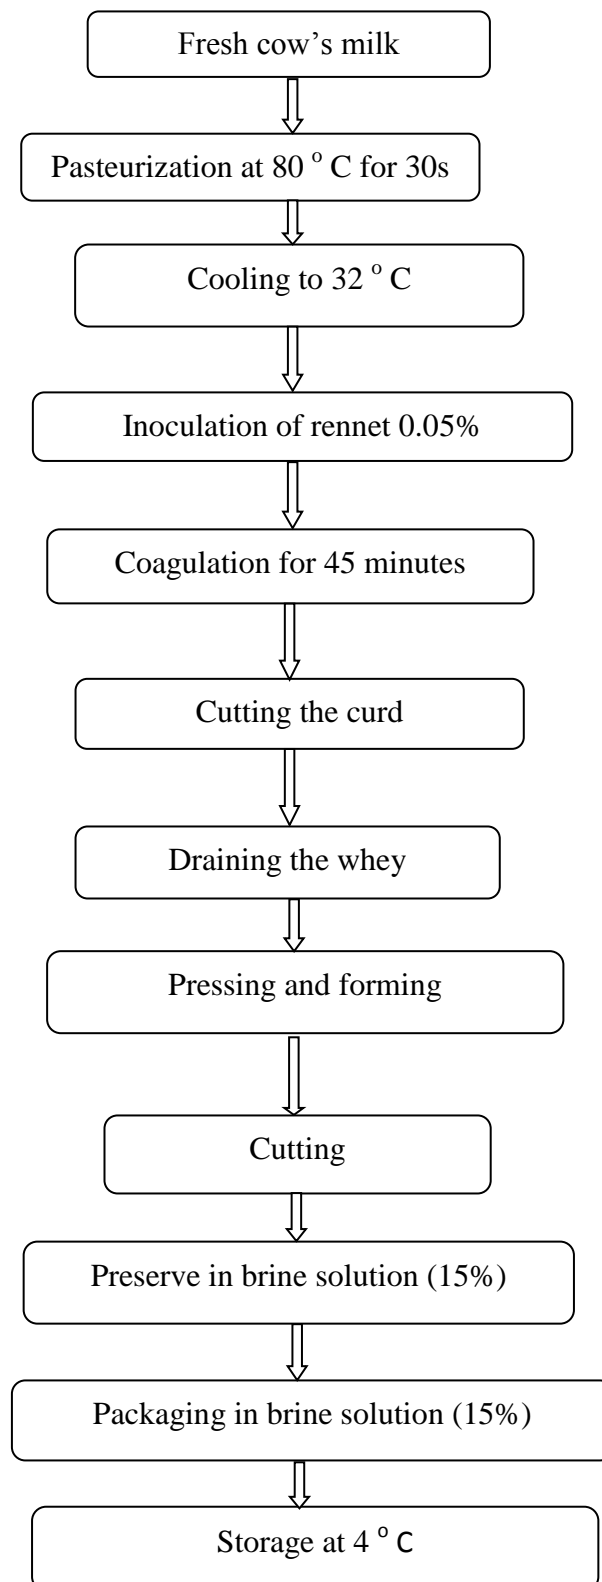 Fresh cow’s milk
Pasteurization at 80 ° C for 30s
Cooling to 32 ° C
Inoculation of rennet 0.05%
Coagulation for 45 minutes
Cutting the curd
Draining the whey
Pressing and forming
Cutting
Preserve in brine solution (15%)
Packaging in brine solution (15%)
Storage at 4 ° C